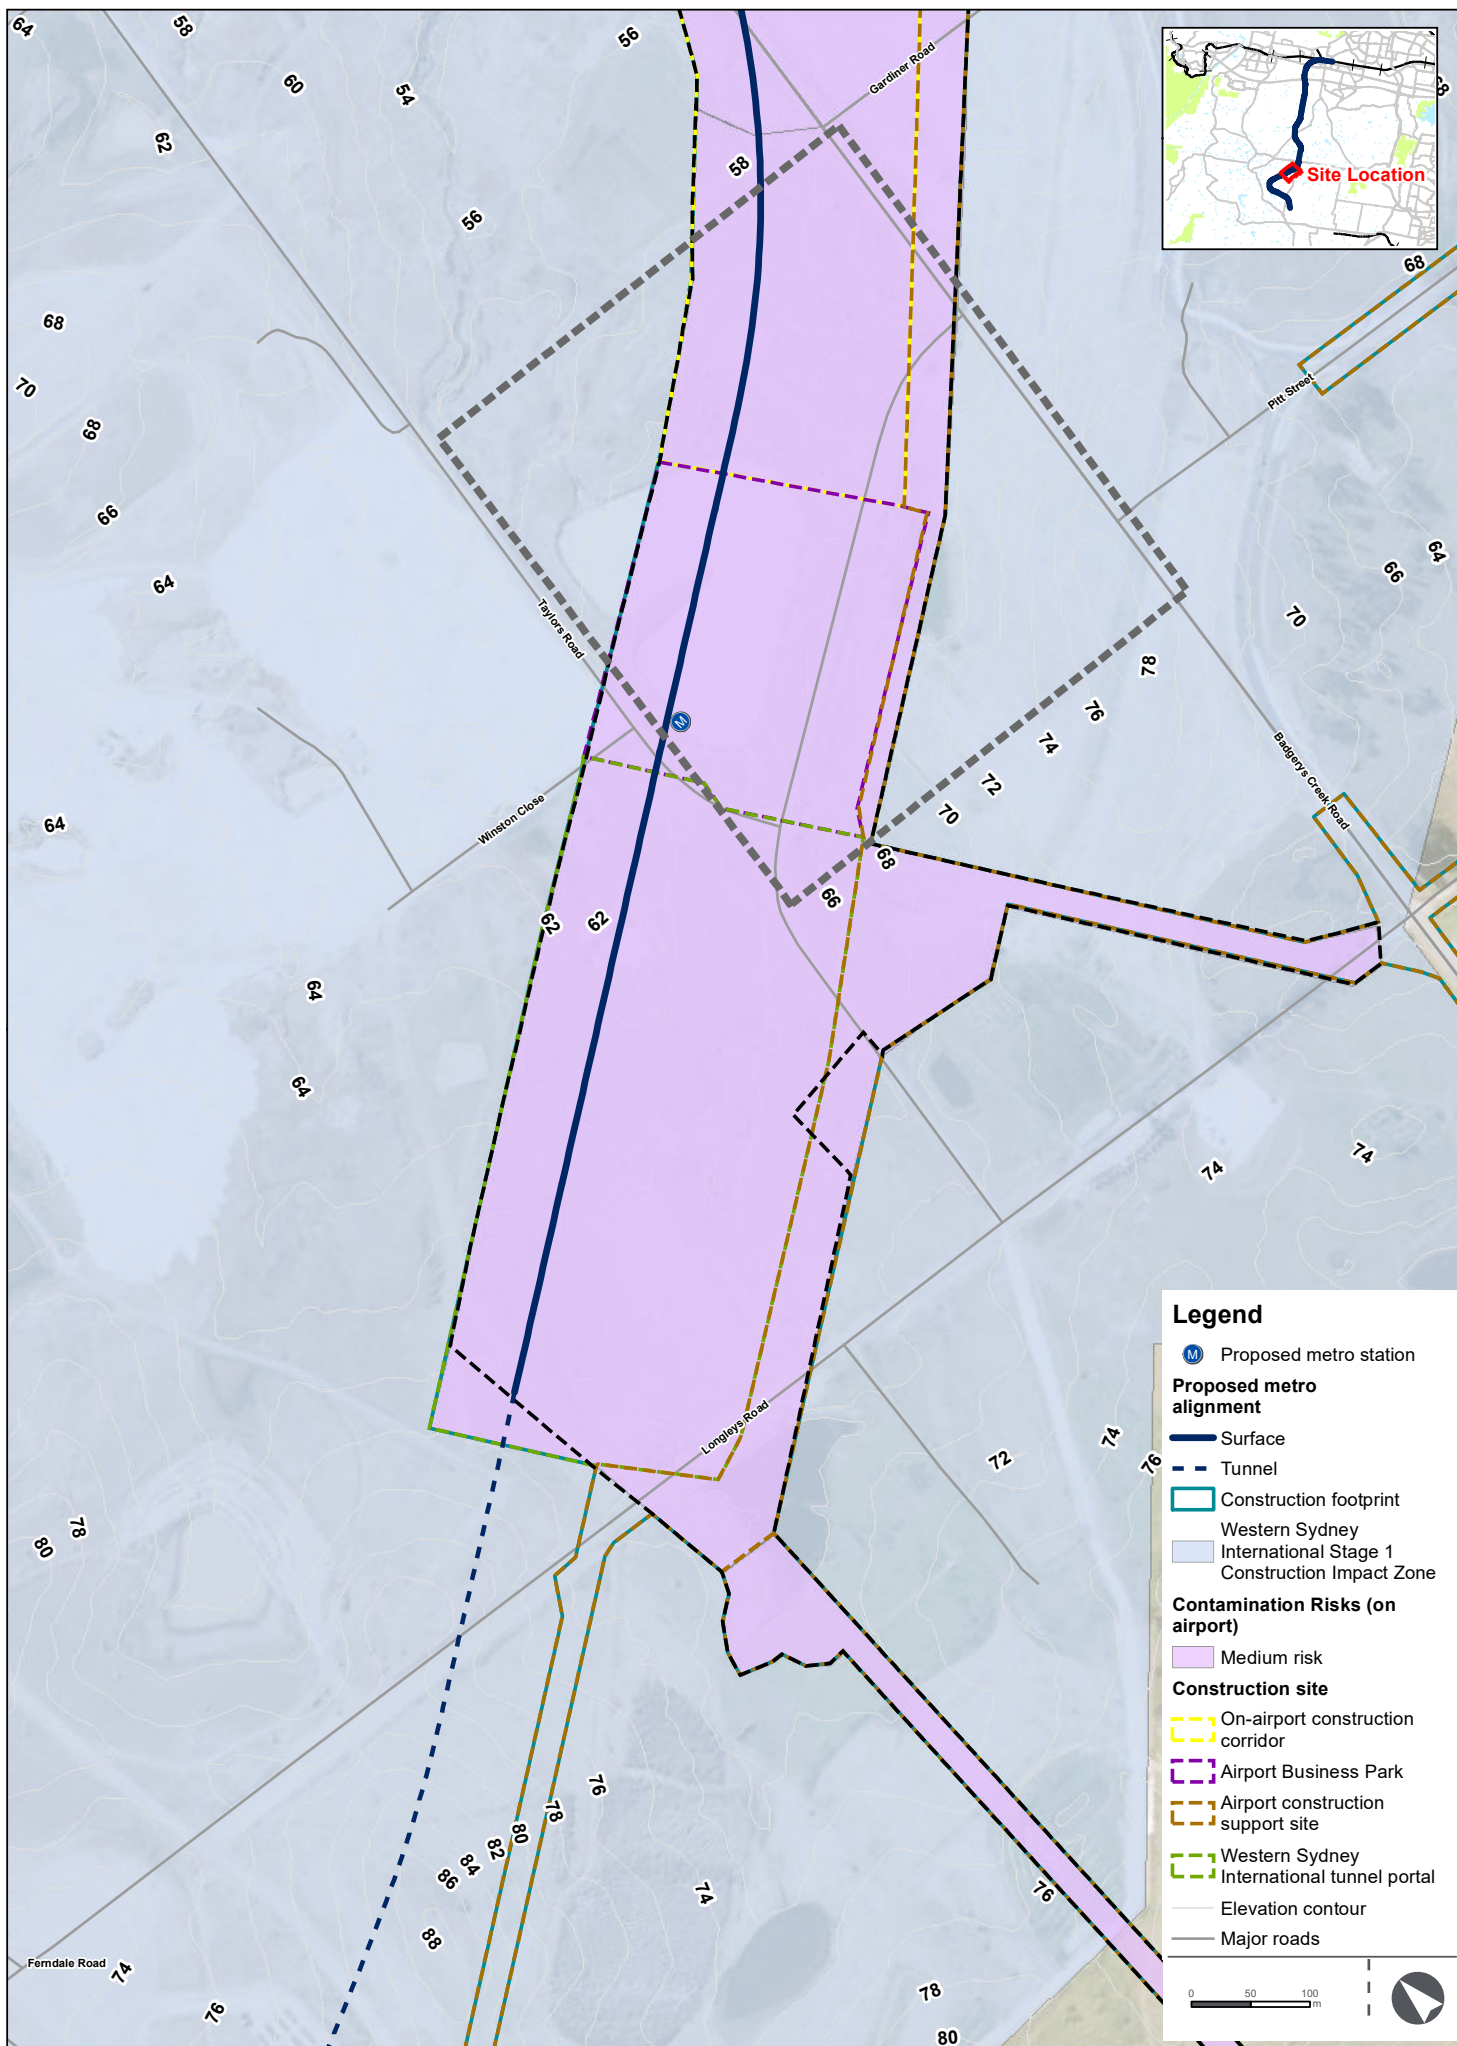 64
58
56
60
54
62
56
58
Gardiner Road
68
Site Location
68
68
70
68
66
64
Pitt Street
64
66
70
78
76
74
72
70
68
66
Taylors Road
M
Badgerys Creek Road
Winston Close
64
62
62
64
64
74
74
Longleys Road
72
74
76
78
80
76
78
80
82
84
86
88
74
76
78
80
Ferndale Road
74
76
Legend
M Proposed metro station
Proposed metro
alignment
Surface
Tunnel
Construction footprint
Western Sydney
International Stage 1
Construction Impact Zone
Contamination Risks (on
airport)
Medium risk
Construction site
On-airport construction
corridor
Airport Business Park
Airport construction
support site
Western Sydney
International tunnel portal
Elevation contour
Major roads
0 50 100
m